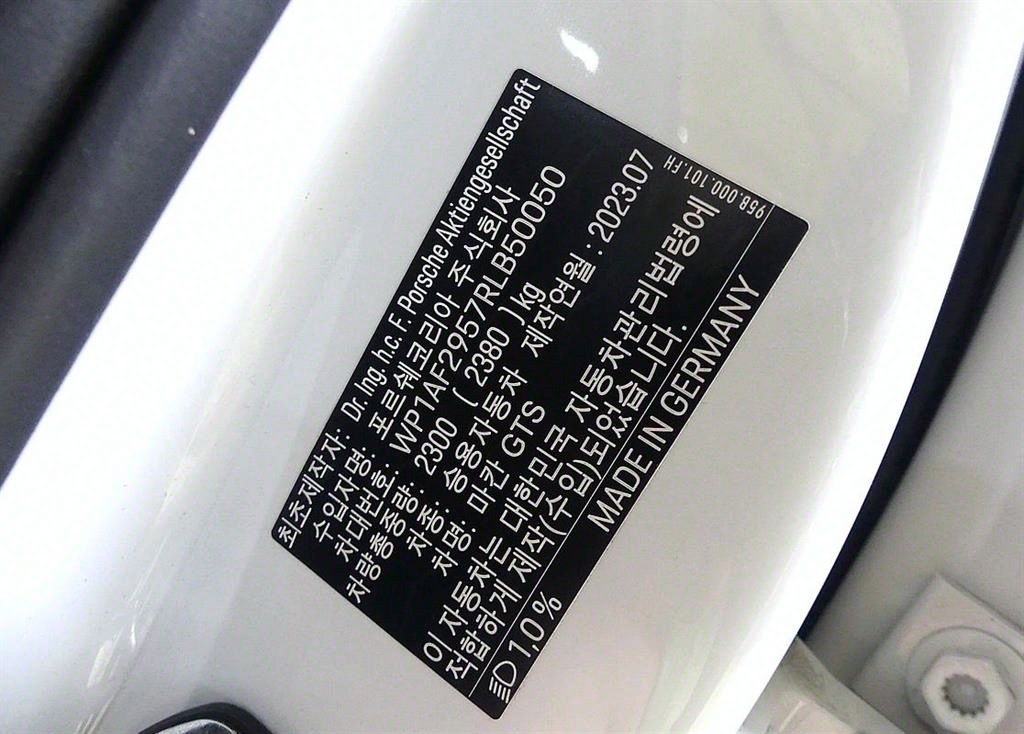 최초제작자: Dr. Ing. h.c. F. Porsche Aktiengesellschaft
수입자명: 포르쉐코리아 주식회사
차대번호: WP1AF2957RLB50050
차량총중량: 2300 ( 2380 ) kg
차종: 승용자동차 제작연월 : 2023.07
차명: 마칸 GTS
이 자동차는 대한민국 자동차관리법령에
적합하게 제작(수입)되었습니다.
1,0% MADE IN GERMANY
958.000.101.FH